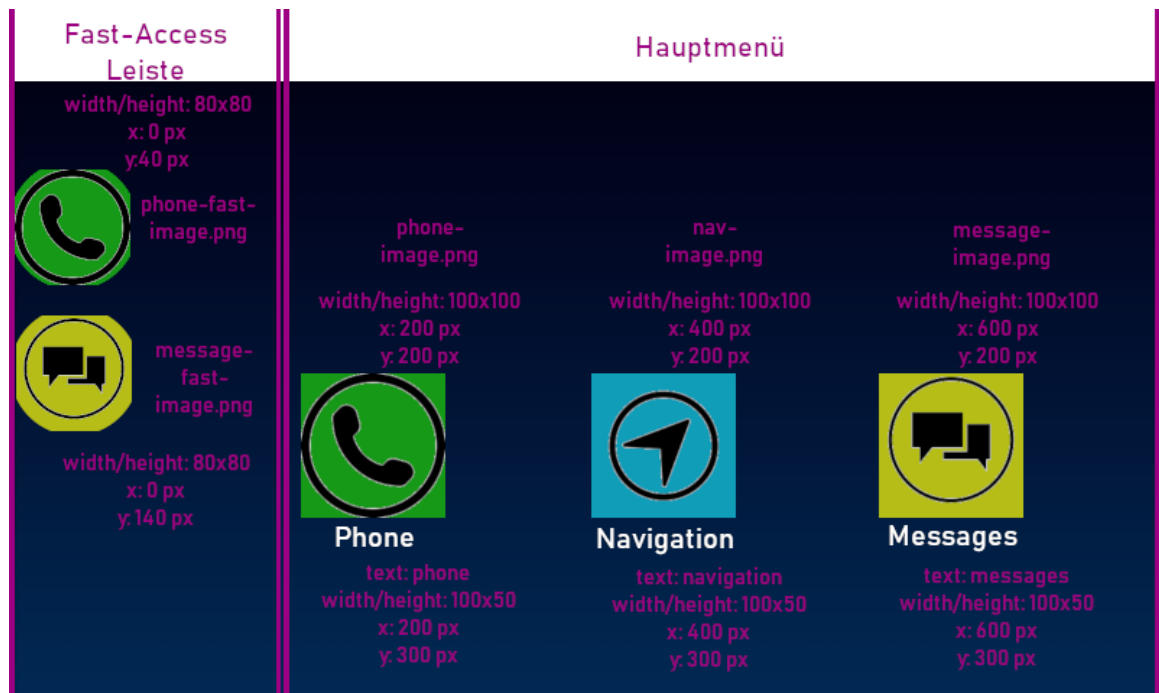 Fast-Access
Leiste
width/height: 80x80
x: 0 px
y:40 px
phone-fast-
image.png
message-
fast-
image.png
width/height: 80x80
x: 0 px
y: 140 px
Hauptmenü
phone-
image.png
width/height: 100x100
x: 200 px
y: 200 px
Phone
text: phone
width/height: 100x50
x: 200 px
y: 300 px
nav-
image.png
width/height: 100x100
x: 400 px
y: 200 px
Navigation
text: navigation
width/height: 100x50
x: 400 px
y: 300 px
message-
image.png
width/height: 100x100
x: 600 px
y: 200 px
Messages
text: messages
width/height: 100x50
x: 600 px
y: 300 px